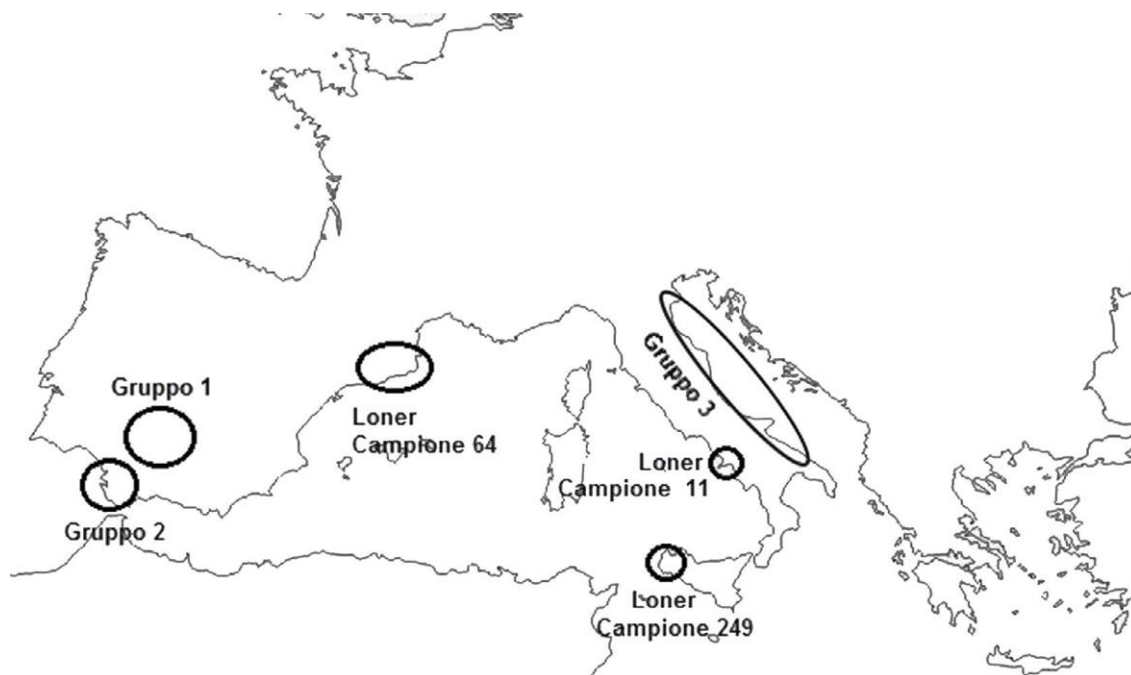 Gruppo 1
Gruppo 2
Loner
Campione 64
Gruppo 3
Loner
Campione 11
Loner
Campione 249